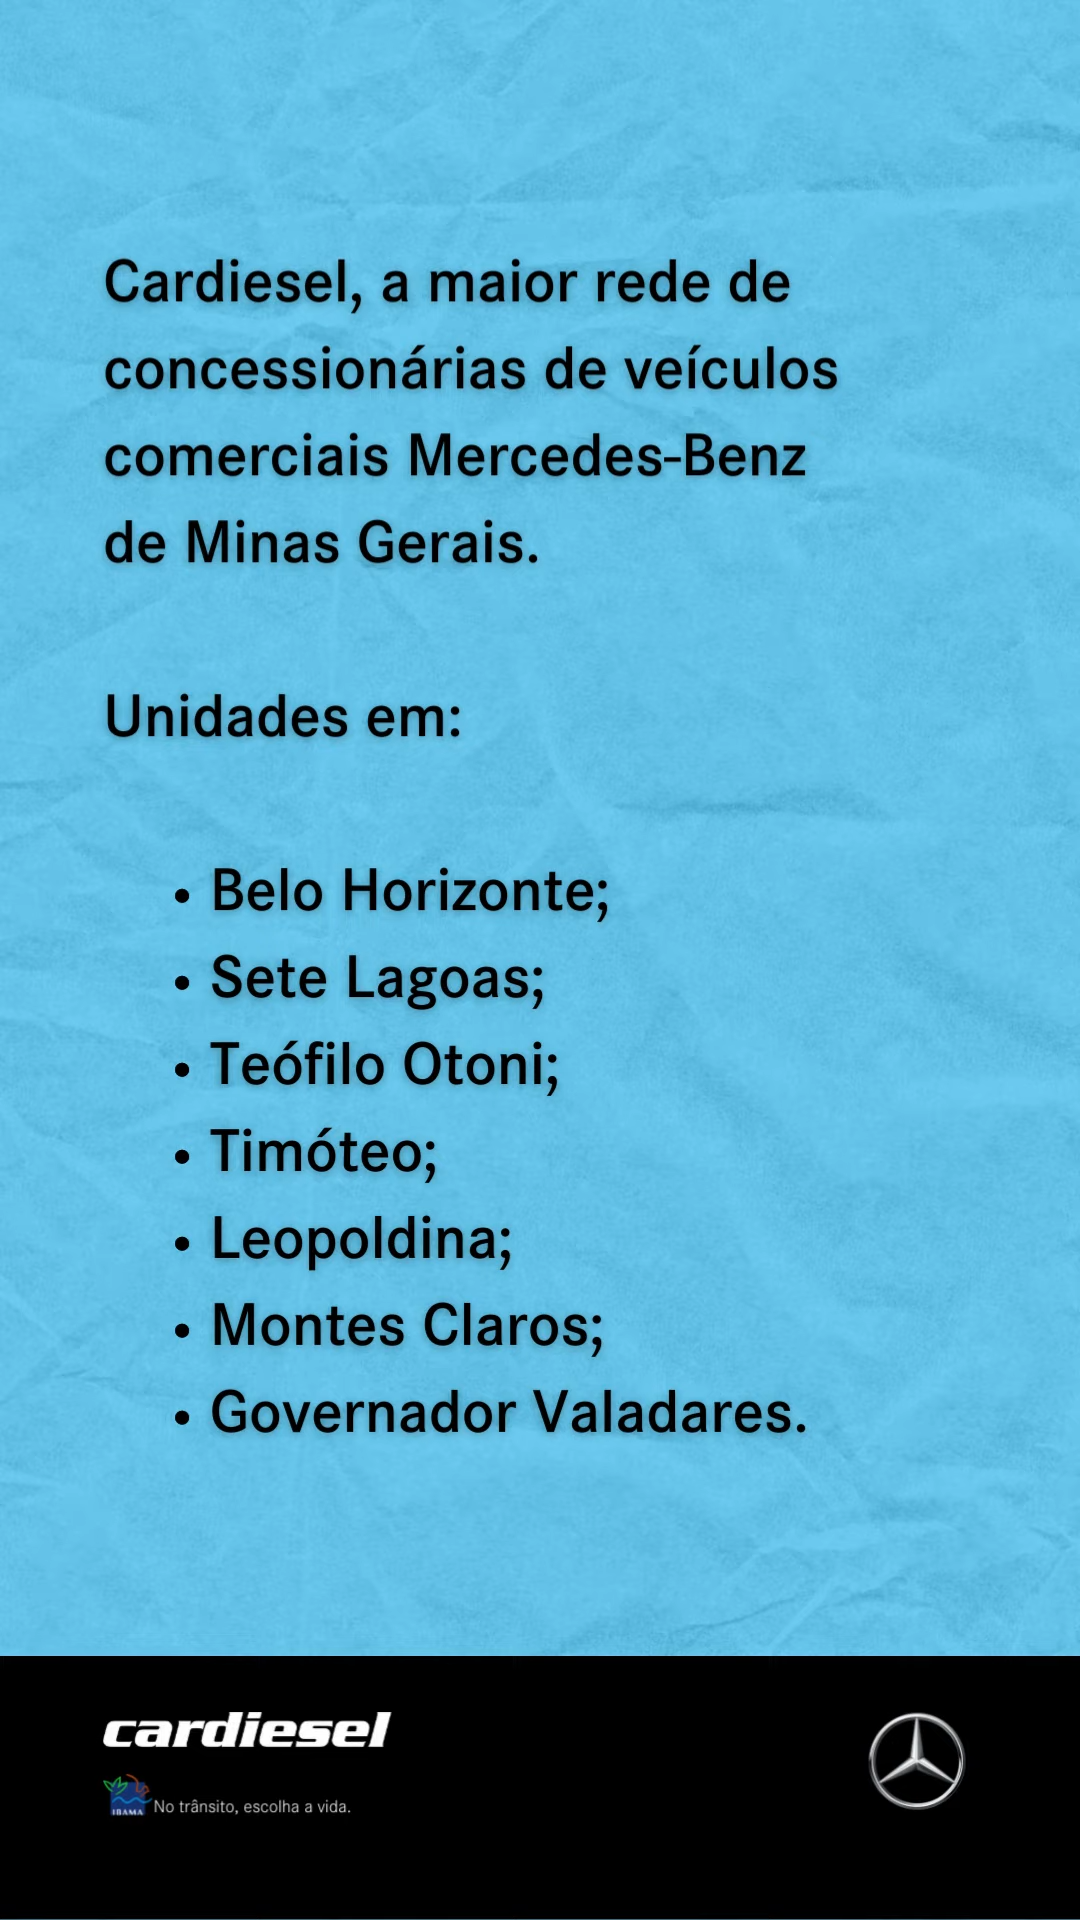 Cardiesel, a maior rede de
concessionárias de veículos
comerciais Mercedes-Benz
de Minas Gerais.
Unidades em:
• Belo Horizonte;
• Sete Lagoas;
• Teófilo Otoni;
• Timóteo;
• Leopoldina;
• Montes Claros;
• Governador Valadares.
cardiesel
IBAMA
No trânsito, escolha a vida.